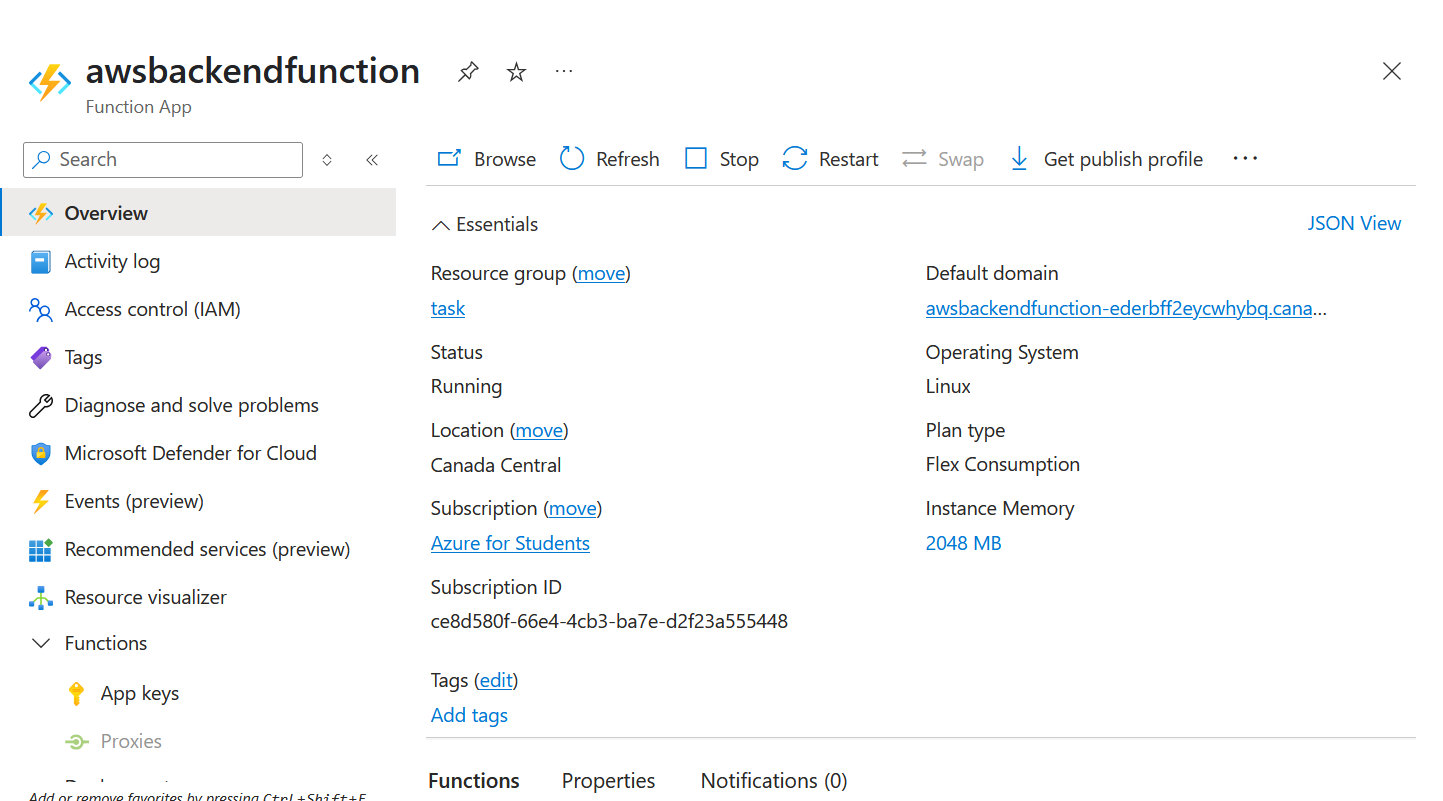 awsbackendfunction
Function App
Search
Overview
Activity log
Access control (IAM)
Tags
Diagnose and solve problems
Microsoft Defender for Cloud
Events (preview)
Recommended services (preview)
Resource visualizer
Functions
App keys
Proxies
Add or remove favorites by pressing Ctrl+Shift+F
Browse
Refresh
Stop
Restart
Swap
Get publish profile
Essentials
JSON View
Resource group (move)
task
Status
Running
Location (move)
Canada Central
Subscription (move)
Azure for Students
Subscription ID
ce8d580f-66e4-4cb3-ba7e-d2f23a555448
Default domain
awsbackendfunction-ederbff2eycwhybq.cana...
Operating System
Linux
Plan type
Flex Consumption
Instance Memory
2048 MB
Tags (edit)
Add tags
Functions Properties Notifications (0)